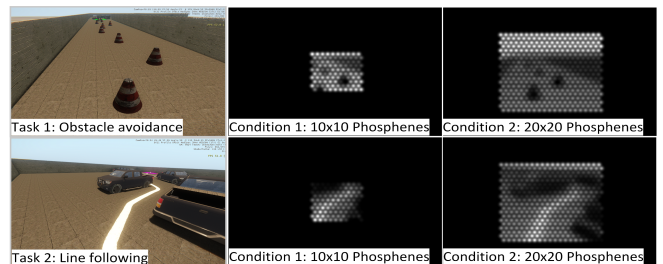 Task 1: Obstacle avoidance
Condition 1: 10x10 Phosphenes
Condition 2: 20x20 Phosphenes
Task 2: Line following
Condition 1: 10x10 Phosphenes
Condition 2: 20x20 Phosphenes